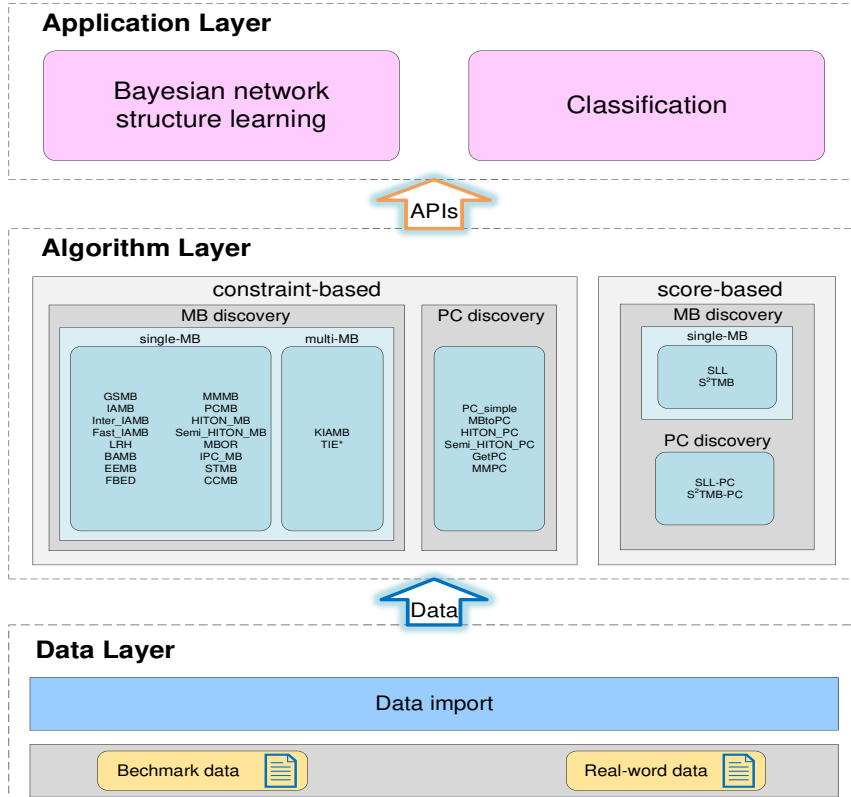 Application Layer
Bayesian network
structure learning
Classification
APIs
Algorithm Layer
constraint-based
MB discovery
single-MB
GSMB
IAMB
Inter_IAMB
Fast_IAMB
LRH
BAMB
EEMB
FBED
MMMB
PCMB
HITON_MB
Semi_HITON_MB
MBOR
IPC_MB
STMB
CCMB
multi-MB
KIAMB
TIE*
PC discovery
PC_simple
MBtoPC
HITON_PC
Semi_HITON_PC
GetPC
MMPC
score-based
MB discovery
single-MB
SLL
S²TMB
PC discovery
SLL-PC
S²TMB-PC
Data
Data Layer
Data import
Bechmark data
Real-word data